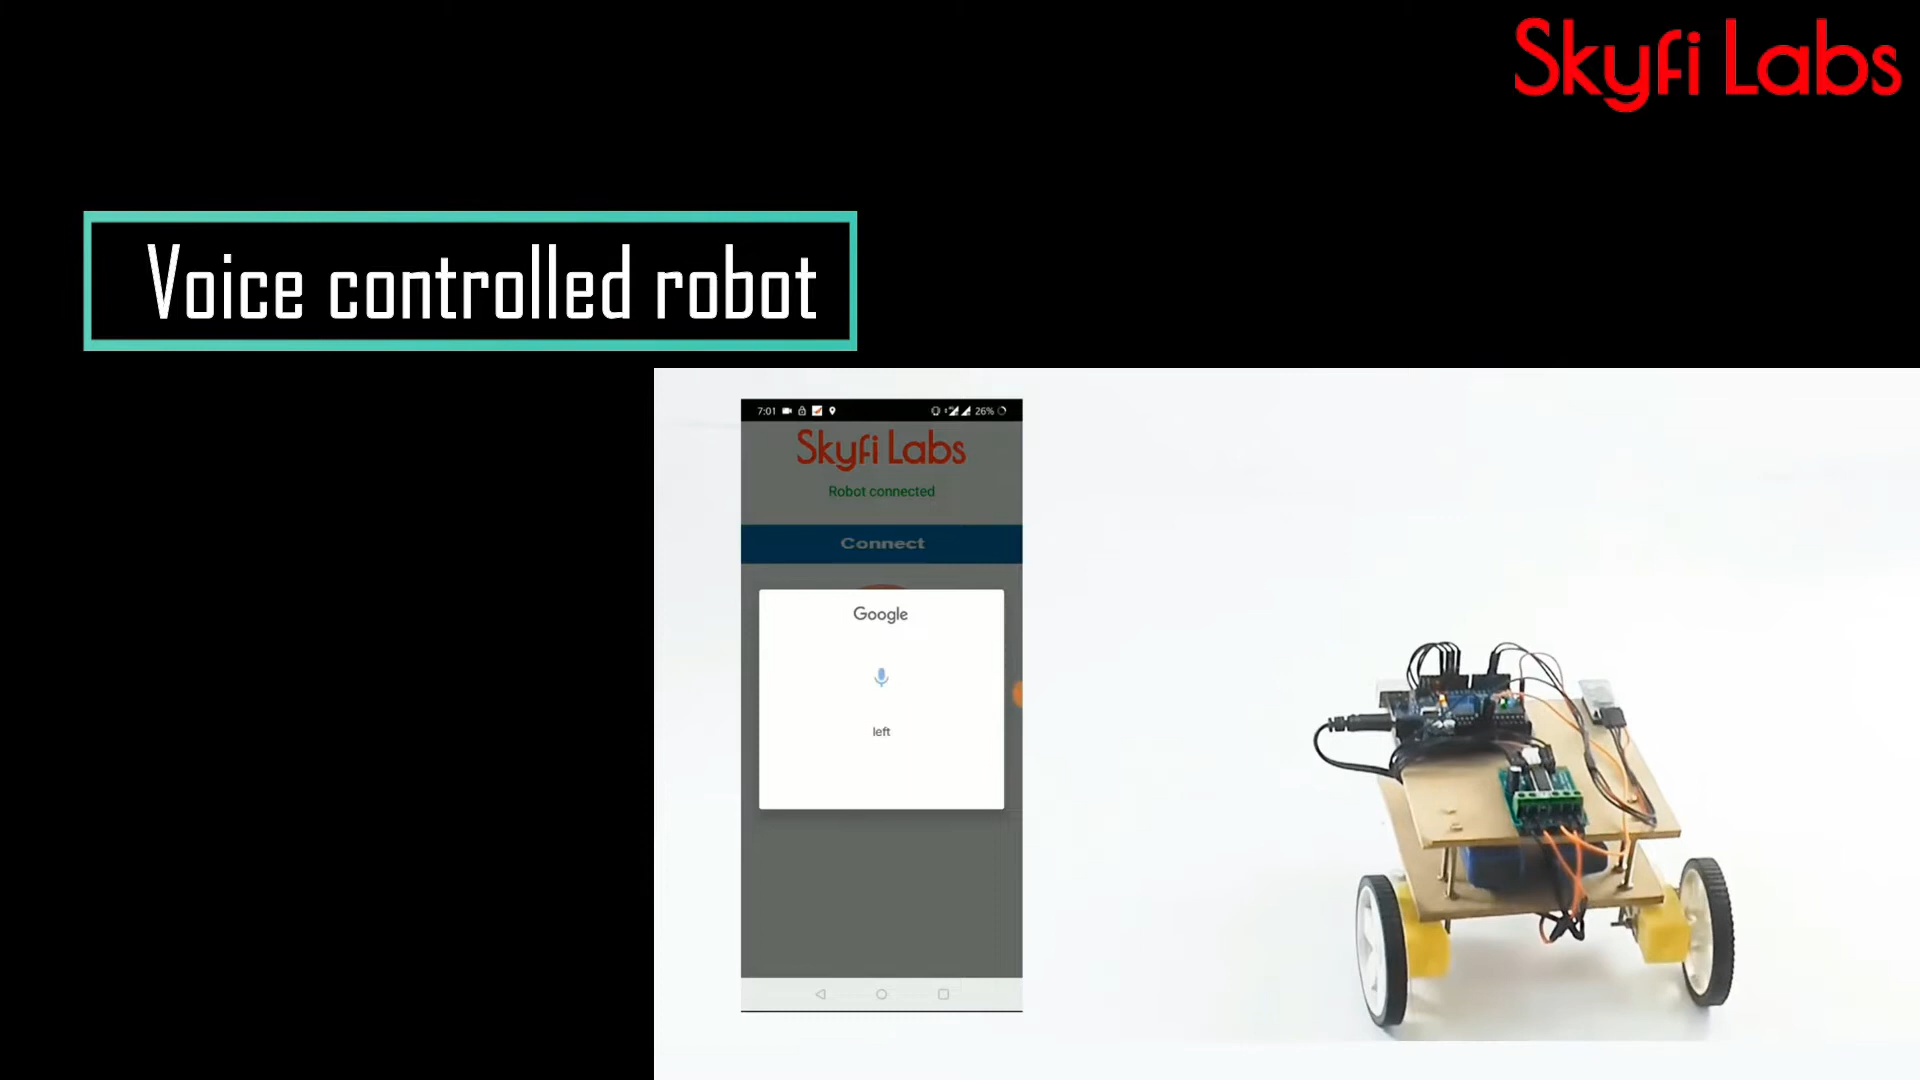 Skyfi Labs
Voice controlled robot
7:01
26%
Skyfi Labs
Robot connected
Connect
Google
left